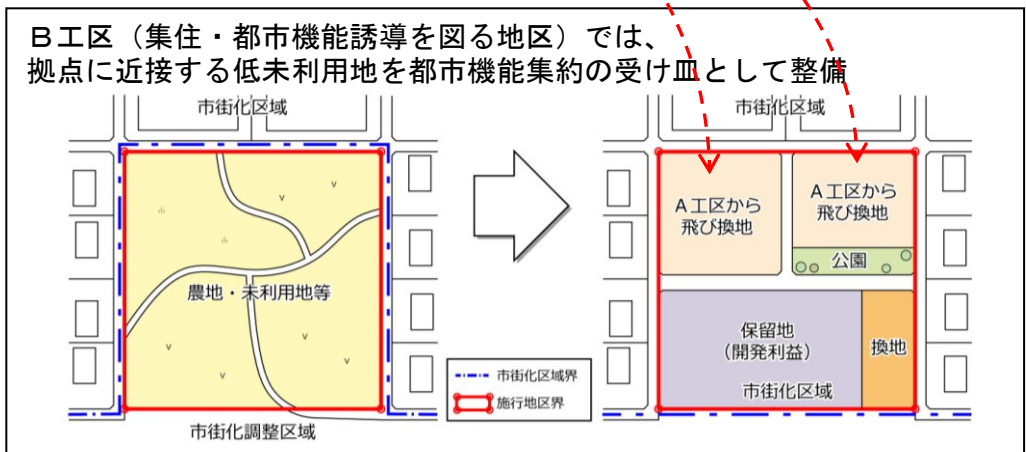 Ｂ工区（集住・都市機能誘導を図る地区）では、
拠点に近接する低未利用地を都市機能集約の受け皿として整備
市街化区域
農地・未利用地等
市街化調整区域
市街化区域界
施行地区界
市街化区域
Ａ工区から
飛び換地
Ａ工区から
飛び換地
公園
保留地
（開発利益）
換地
市街化区域